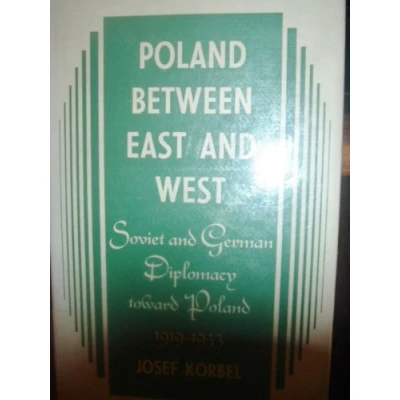 POLAND
BETWEEN
EAST AND
WEST
Soviet and German
Diplomacy
toward Poland
1919-1933
JOSEF KORBEL